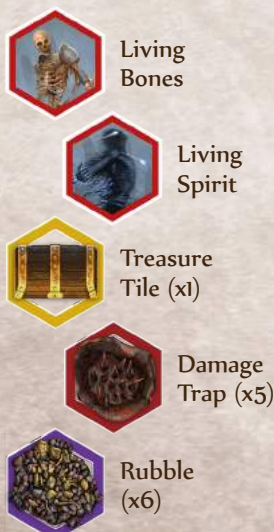 Living
Bones
Living
Spirit
Treasure
Tile (x1)
Damage
Trap (x5)
Rubble
(x6)